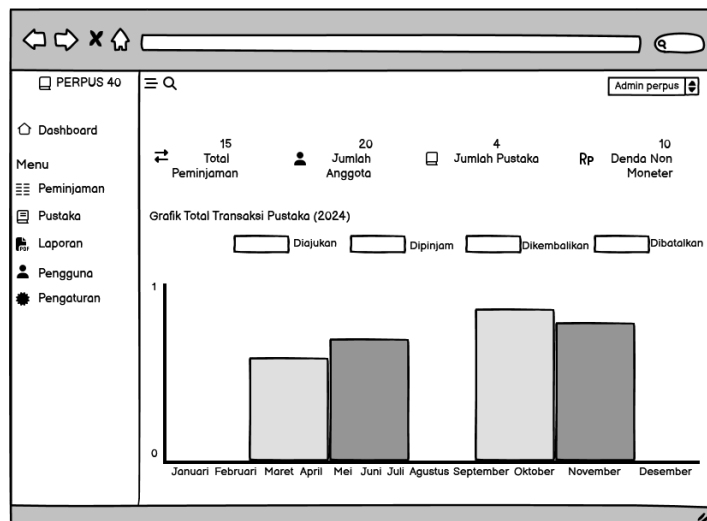 PERPUS 40
Admin perpus
Dashboard
Menu
Peminjaman
Pustaka
Laporan
Pengguna
Pengaturan
15
Total
Peminjaman
20
Jumlah
Anggota
4
Jumlah Pustaka
Rp
10
Denda Non
Moneter
Grafik Total Transaksi Pustaka (2024)
Diajukan Dipinjam Dikembalikan Dibatalkan
1
0
Januari Februari Maret April Mei Juni Juli Agustus September Oktober November Desember